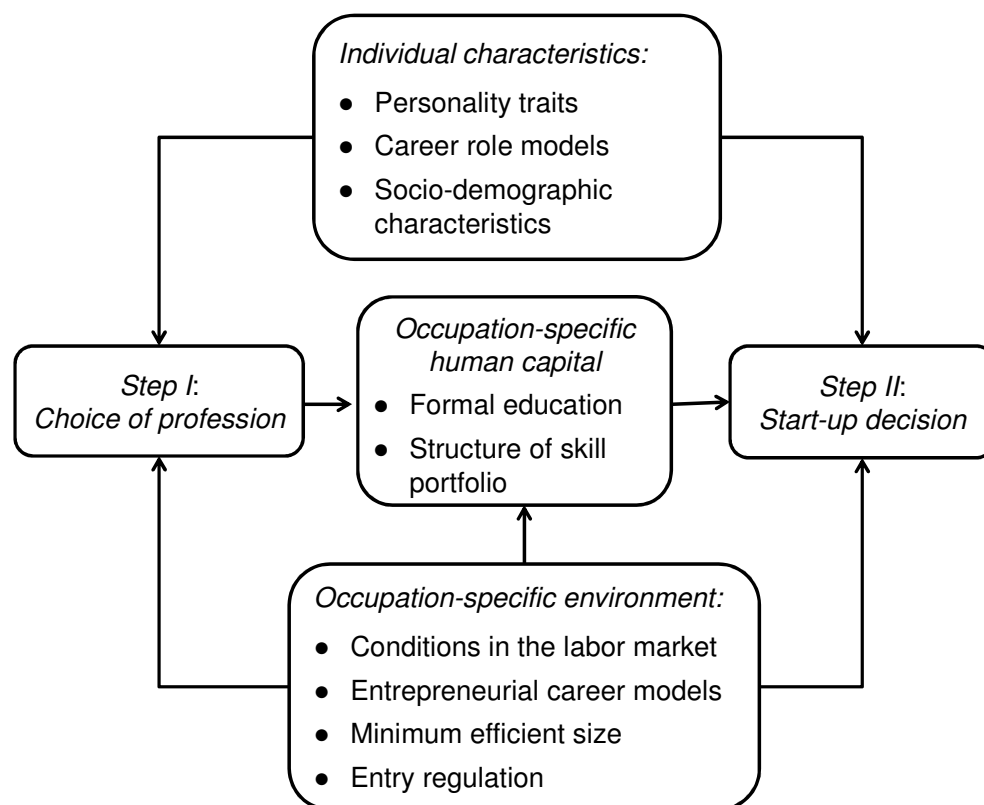 Individual characteristics:
● Personality traits
● Career role models
● Socio-demographic
characteristics
Step I:
Choice of profession
Occupation-specific
human capital
● Formal education
● Structure of skill
portfolio
Step II:
Start-up decision
Occupation-specific environment:
● Conditions in the labor market
● Entrepreneurial career models
● Minimum efficient size
● Entry regulation